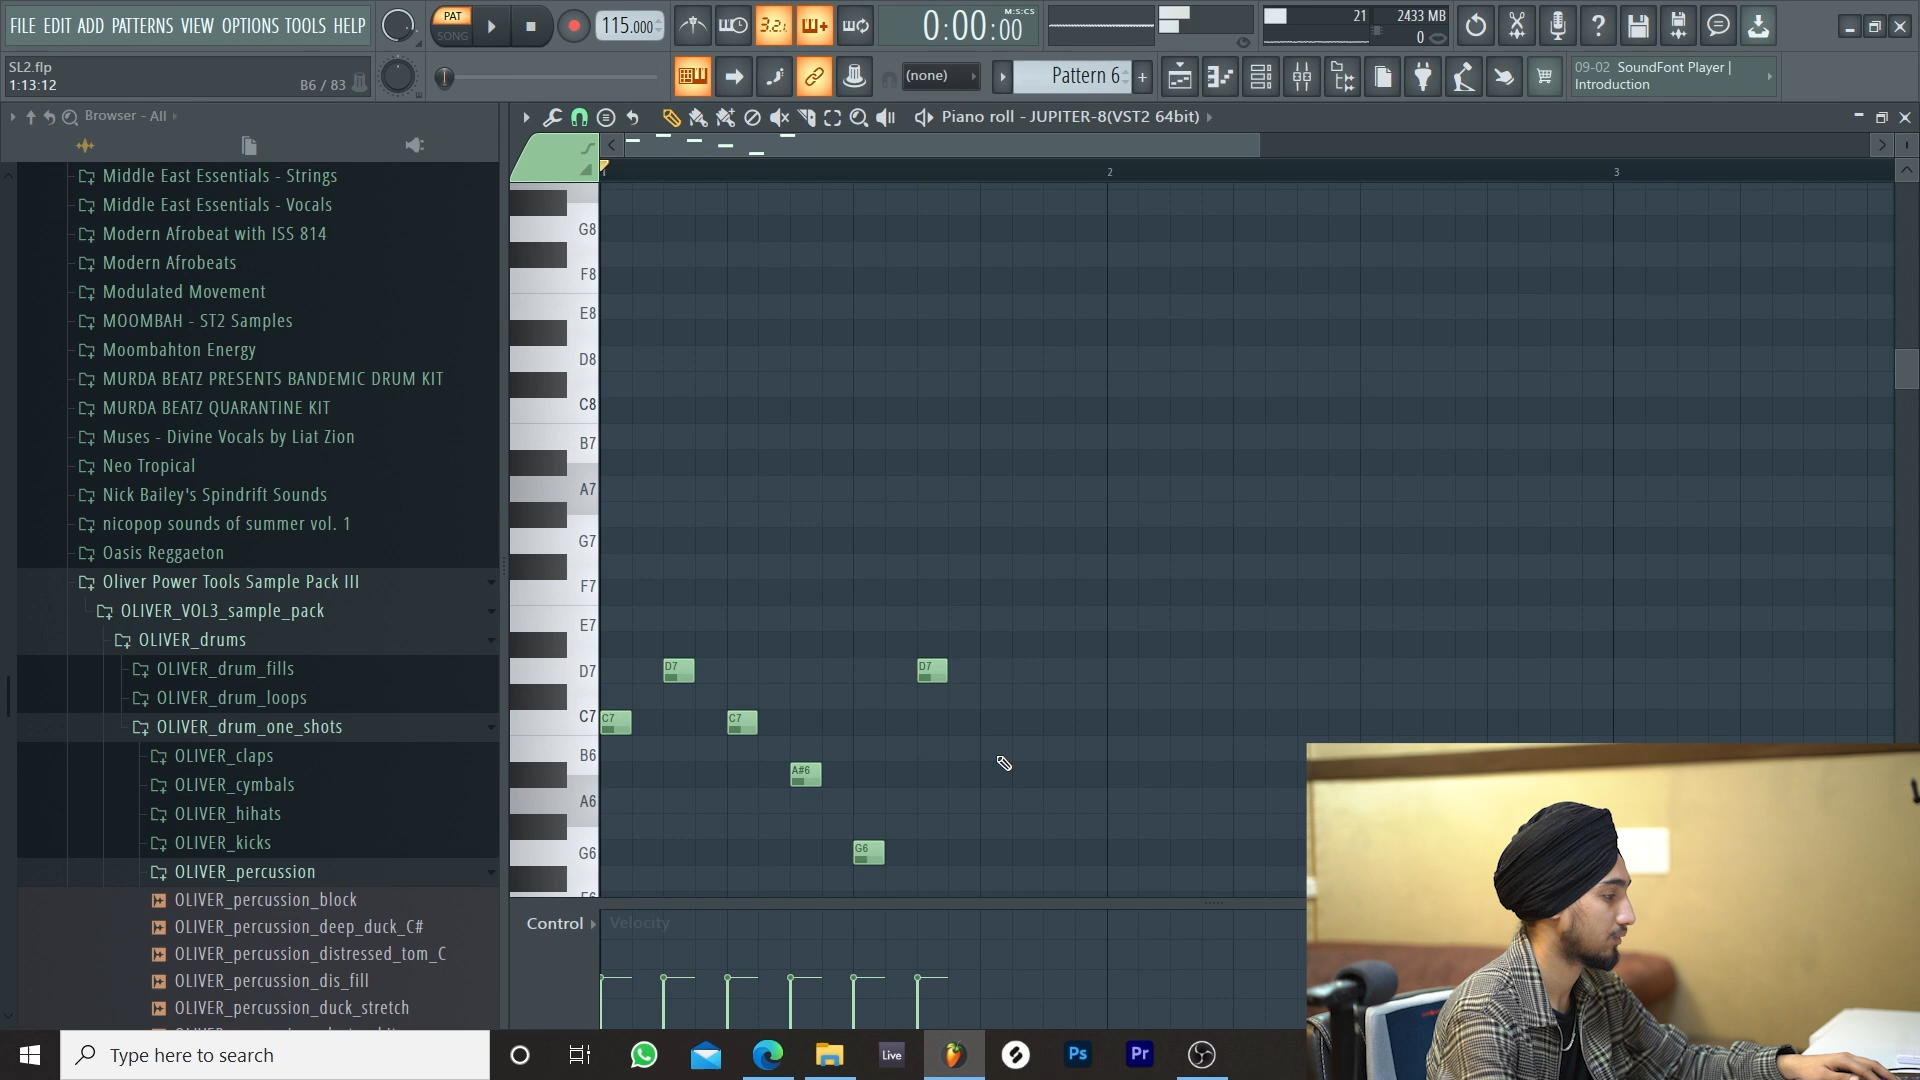 FILE EDIT ADD PATTERNS VIEW OPTIONS TOOLS HELP
PAT
SONG
115.000
3.2.1
0:00:00
M:S:CS
21
2433 MB
0
SL2.flp
1:13:12
B6 / 83
(none)
Pattern 6
09-02 SoundFont Player |
Introduction
Browser - All
Piano roll - JUPITER-8(VST2 64bit)
Middle East Essentials - Strings
Middle East Essentials - Vocals
Modern Afrobeat with ISS 814
Modern Afrobeats
Modulated Movement
MOOMBAH - ST2 Samples
Moombahton Energy
MURDA BEATZ PRESENTS BANDEMIC DRUM KIT
MURDA BEATZ QUARANTINE KIT
Muses - Divine Vocals by Liat Zion
Neo Tropical
Nick Bailey's Spindrift Sounds
nicopop sounds of summer vol. 1
Oasis Reggaeton
Oliver Power Tools Sample Pack III
OLIVER_VOL3_sample_pack
OLIVER_drums
OLIVER_drum_fills
OLIVER_drum_loops
OLIVER_drum_one_shots
OLIVER_claps
OLIVER_cymbals
OLIVER_hihats
OLIVER_kicks
OLIVER_percussion
OLIVER_percussion_block
OLIVER_percussion_deep_duck_C#
OLIVER_percussion_distressed_tom_C
OLIVER_percussion_dis_fill
OLIVER_percussion_duck_stretch
1
2
3
G8
F8
E8
D8
C8
B7
A7
G7
F7
E7
D7
D7
D7
C7
C7
C7
B6
A#6
A6
G6
G6
Control
Velocity
Type here to search
Live
Ps
Pr